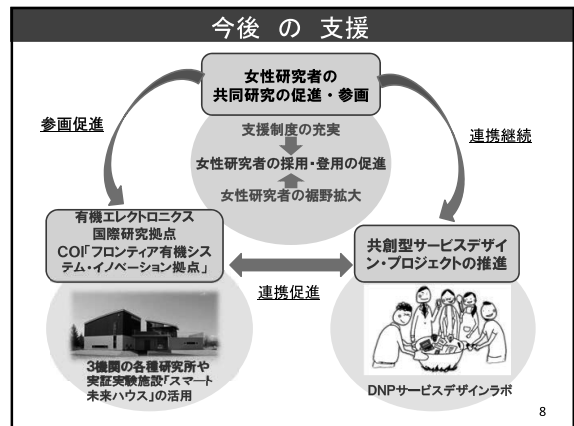 今後 の 支援
女性研究者の
共同研究の促進・参画
参画促進
支援制度の充実
連携継続
女性研究者の採用・登用の促進
女性研究者の裾野拡大
有機エレクトロニクス
国際研究拠点
COI「フロンティア有機シス
テム・イノベーション拠点」
共創型サービスデザイ
ン・プロジェクトの推進
連携促進
3機関の各種研究所や
実証実験施設「スマート
未来ハウス」の活用
DNPサービスデザインラボ
8